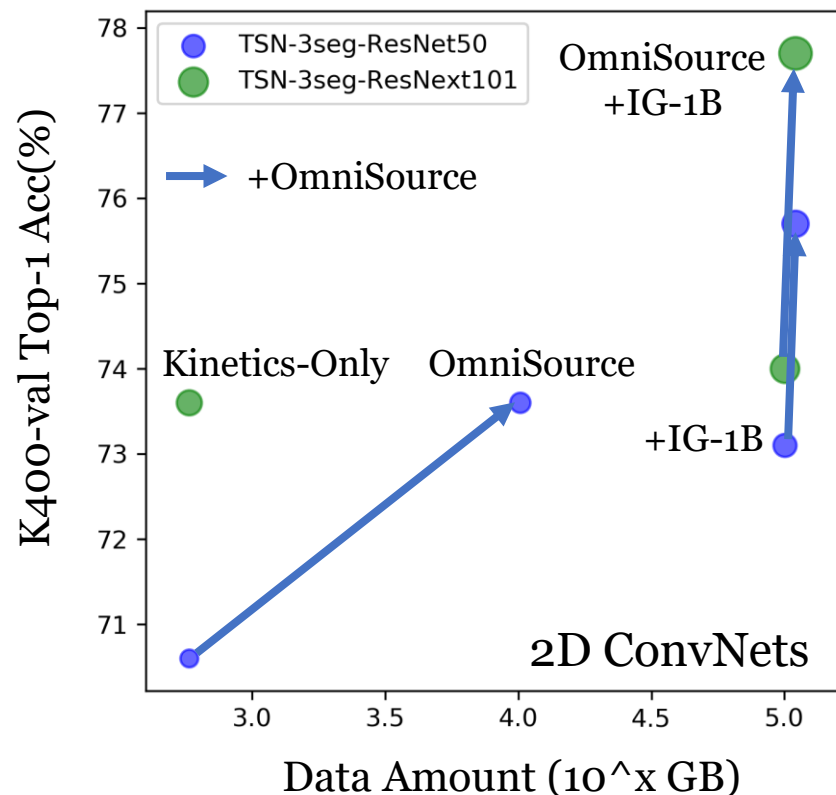 78
77
76
75
74
73
72
71
K400-val Top-1 Acc(%)
TSN-3seg-ResNet50
TSN-3seg-ResNext101
+OmniSource
OmniSource
+IG-1B
Kinetics-Only
OmniSource
+IG-1B
2D ConvNets
3.0 3.5 4.0 4.5 5.0
Data Amount (10^x GB)